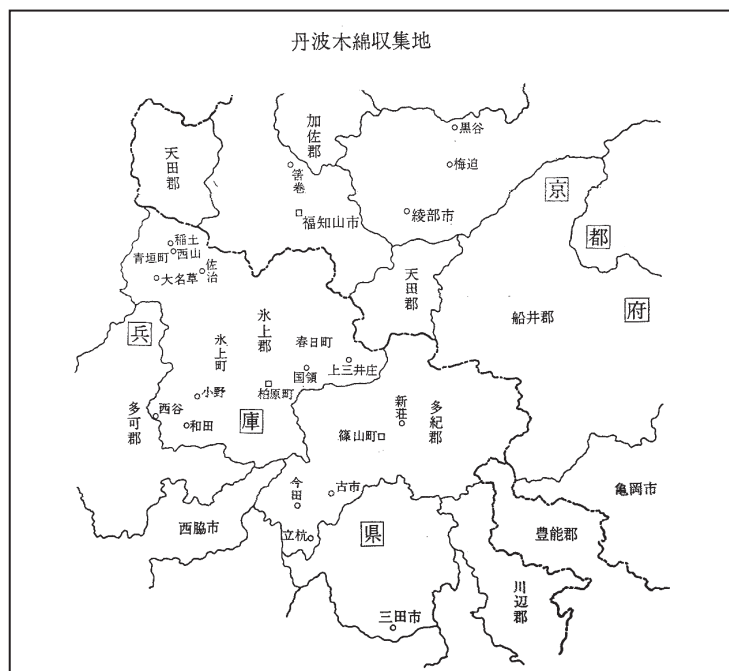 丹波木綿収集地
加佐郡
黒谷
天田郡
筈巻
梅迫
京
福知山市
綾部市
都
稲土
青垣町
西山
佐治
大名草
天田郡
船井郡
府
兵
氷上郡
氷上町
春日町
上三井庄
国領
柏原町
小野
新荘
多紀郡
多可郡
西谷
和田
庫
篠山町
今田
古市
亀岡市
西脇市
立杭
県
豊能郡
川辺郡
三田市